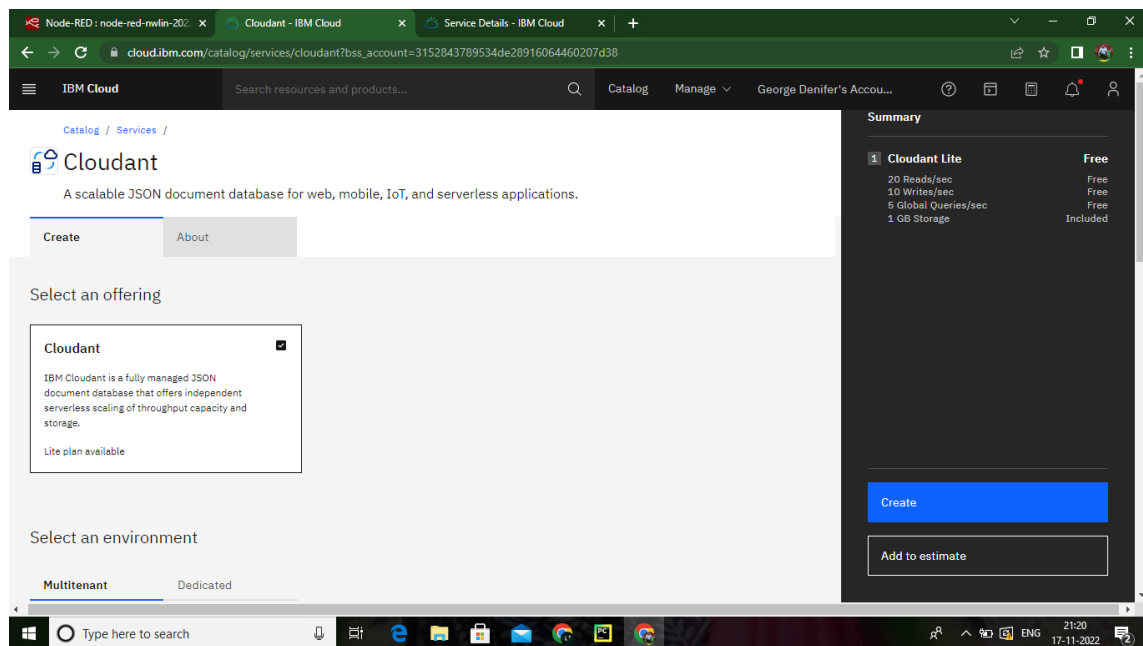 Node-RED : node-red-nwlin-202
Cloudant - IBM Cloud
Service Details - IBM Cloud
cloud.ibm.com/catalog/services/cloudant?bss_account=3152843789534de28916064460207d38
IBM Cloud
Search resources and products...
Catalog
Manage
George Denifer's Accou...
Catalog / Services /
Cloudant
A scalable JSON document database for web, mobile, IoT, and serverless applications.
Create
About
Select an offering
Cloudant
IBM Cloudant is a fully managed JSON
document database that offers independent
serverless scaling of throughput capacity and
storage.
Lite plan available
Select an environment
Multitenant
Dedicated
Summary
1 Cloudant Lite Free
20 Reads/sec Free
10 Writes/sec Free
5 Global Queries/sec Free
1 GB Storage Included
Create
Add to estimate
Type here to search
PC
ENG
21:20
17-11-2022
2